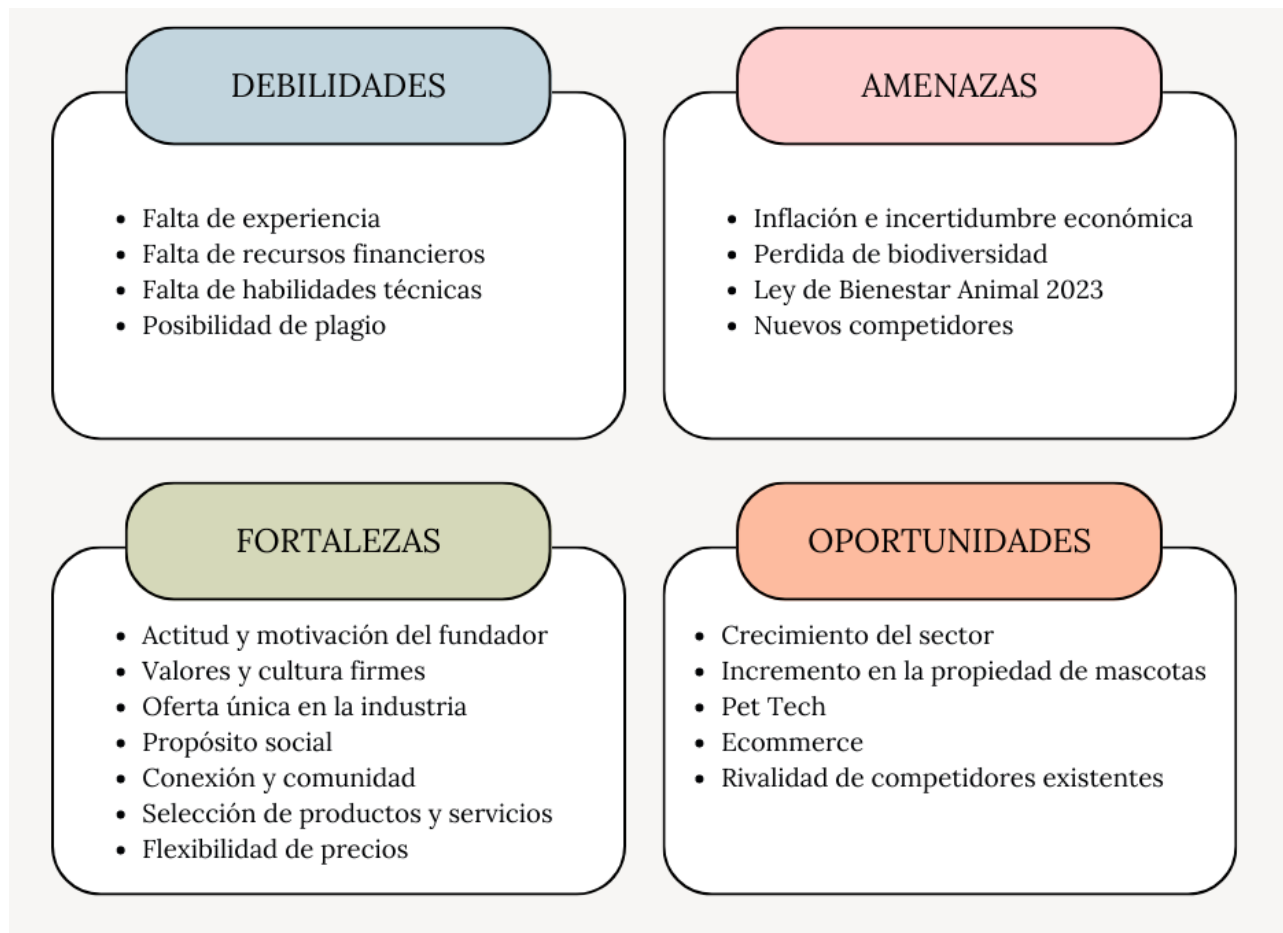 DEBILIDADES
• Falta de experiencia
• Falta de recursos financieros
• Falta de habilidades técnicas
• Posibilidad de plagio
AMENAZAS
• Inflación e incertidumbre económica
• Perdida de biodiversidad
• Ley de Bienestar Animal 2023
• Nuevos competidores
FORTALEZAS
• Actitud y motivación del fundador
• Valores y cultura firmes
• Oferta única en la industria
• Propósito social
• Conexión y comunidad
• Selección de productos y servicios
• Flexibilidad de precios
OPORTUNIDADES
• Crecimiento del sector
• Incremento en la propiedad de mascotas
• Pet Tech
• Ecommerce
• Rivalidad de competidores existentes